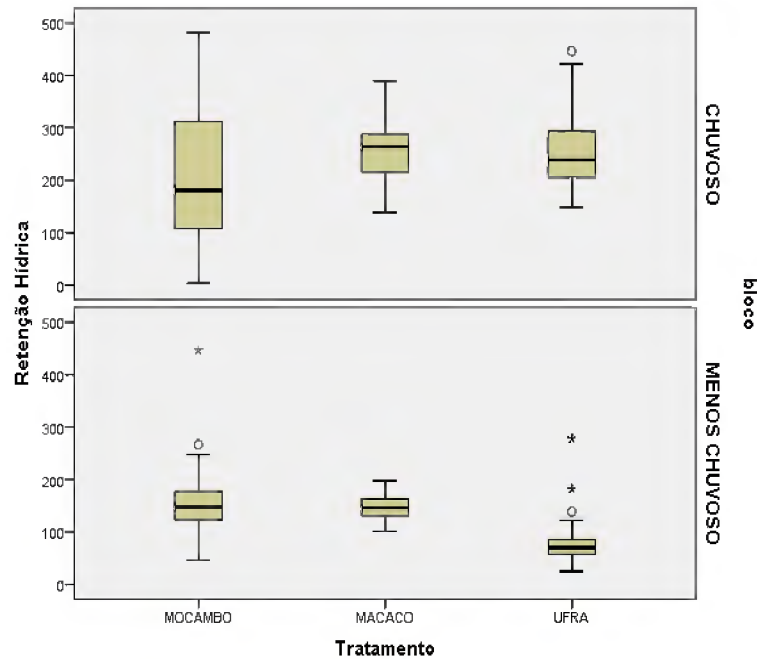 Retenção Hídrica
500
400
300
200
100
0
CHUVOSO
500
400
300
200
100
0
MENOS CHUVOSO
bloco
MOCAMBO
MACACO
UFRA
Tratamento